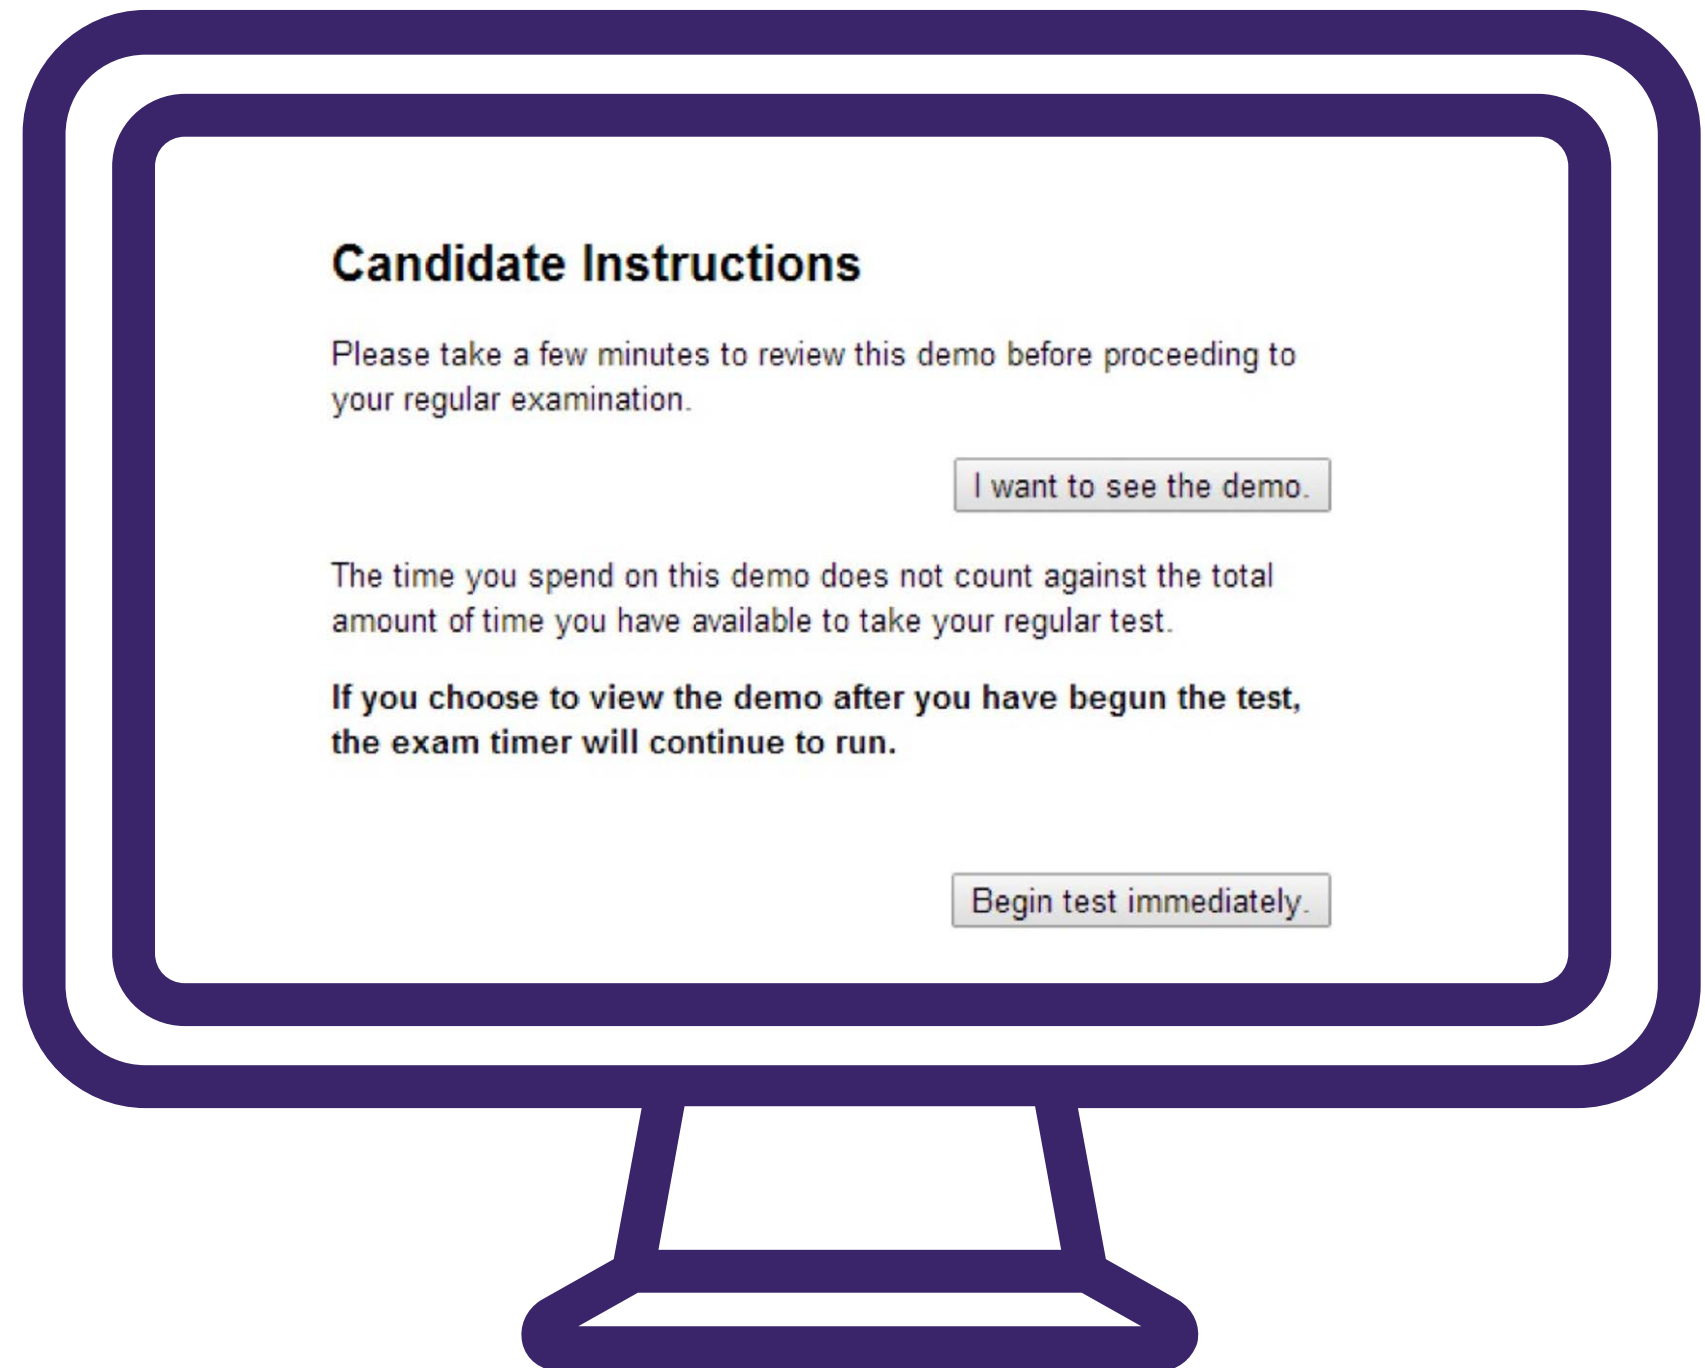 Candidate Instructions
Please take a few minutes to review this demo before proceeding to
your regular examination.
I want to see the demo.
The time you spend on this demo does not count against the total
amount of time you have available to take your regular test.
If you choose to view the demo after you have begun the test,
the exam timer will continue to run.
Begin test immediately.